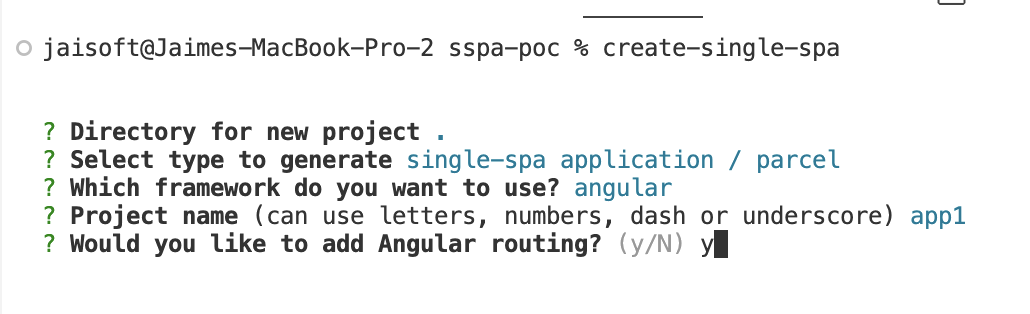 jaisoft@Jaimes-MacBook-Pro-2 sspa-poc % create-single-spa
? Directory for new project .
? Select type to generate single-spa application / parcel
? Which framework do you want to use? angular
? Project name (can use letters, numbers, dash or underscore) app1
? Would you like to add Angular routing? (y/N) y